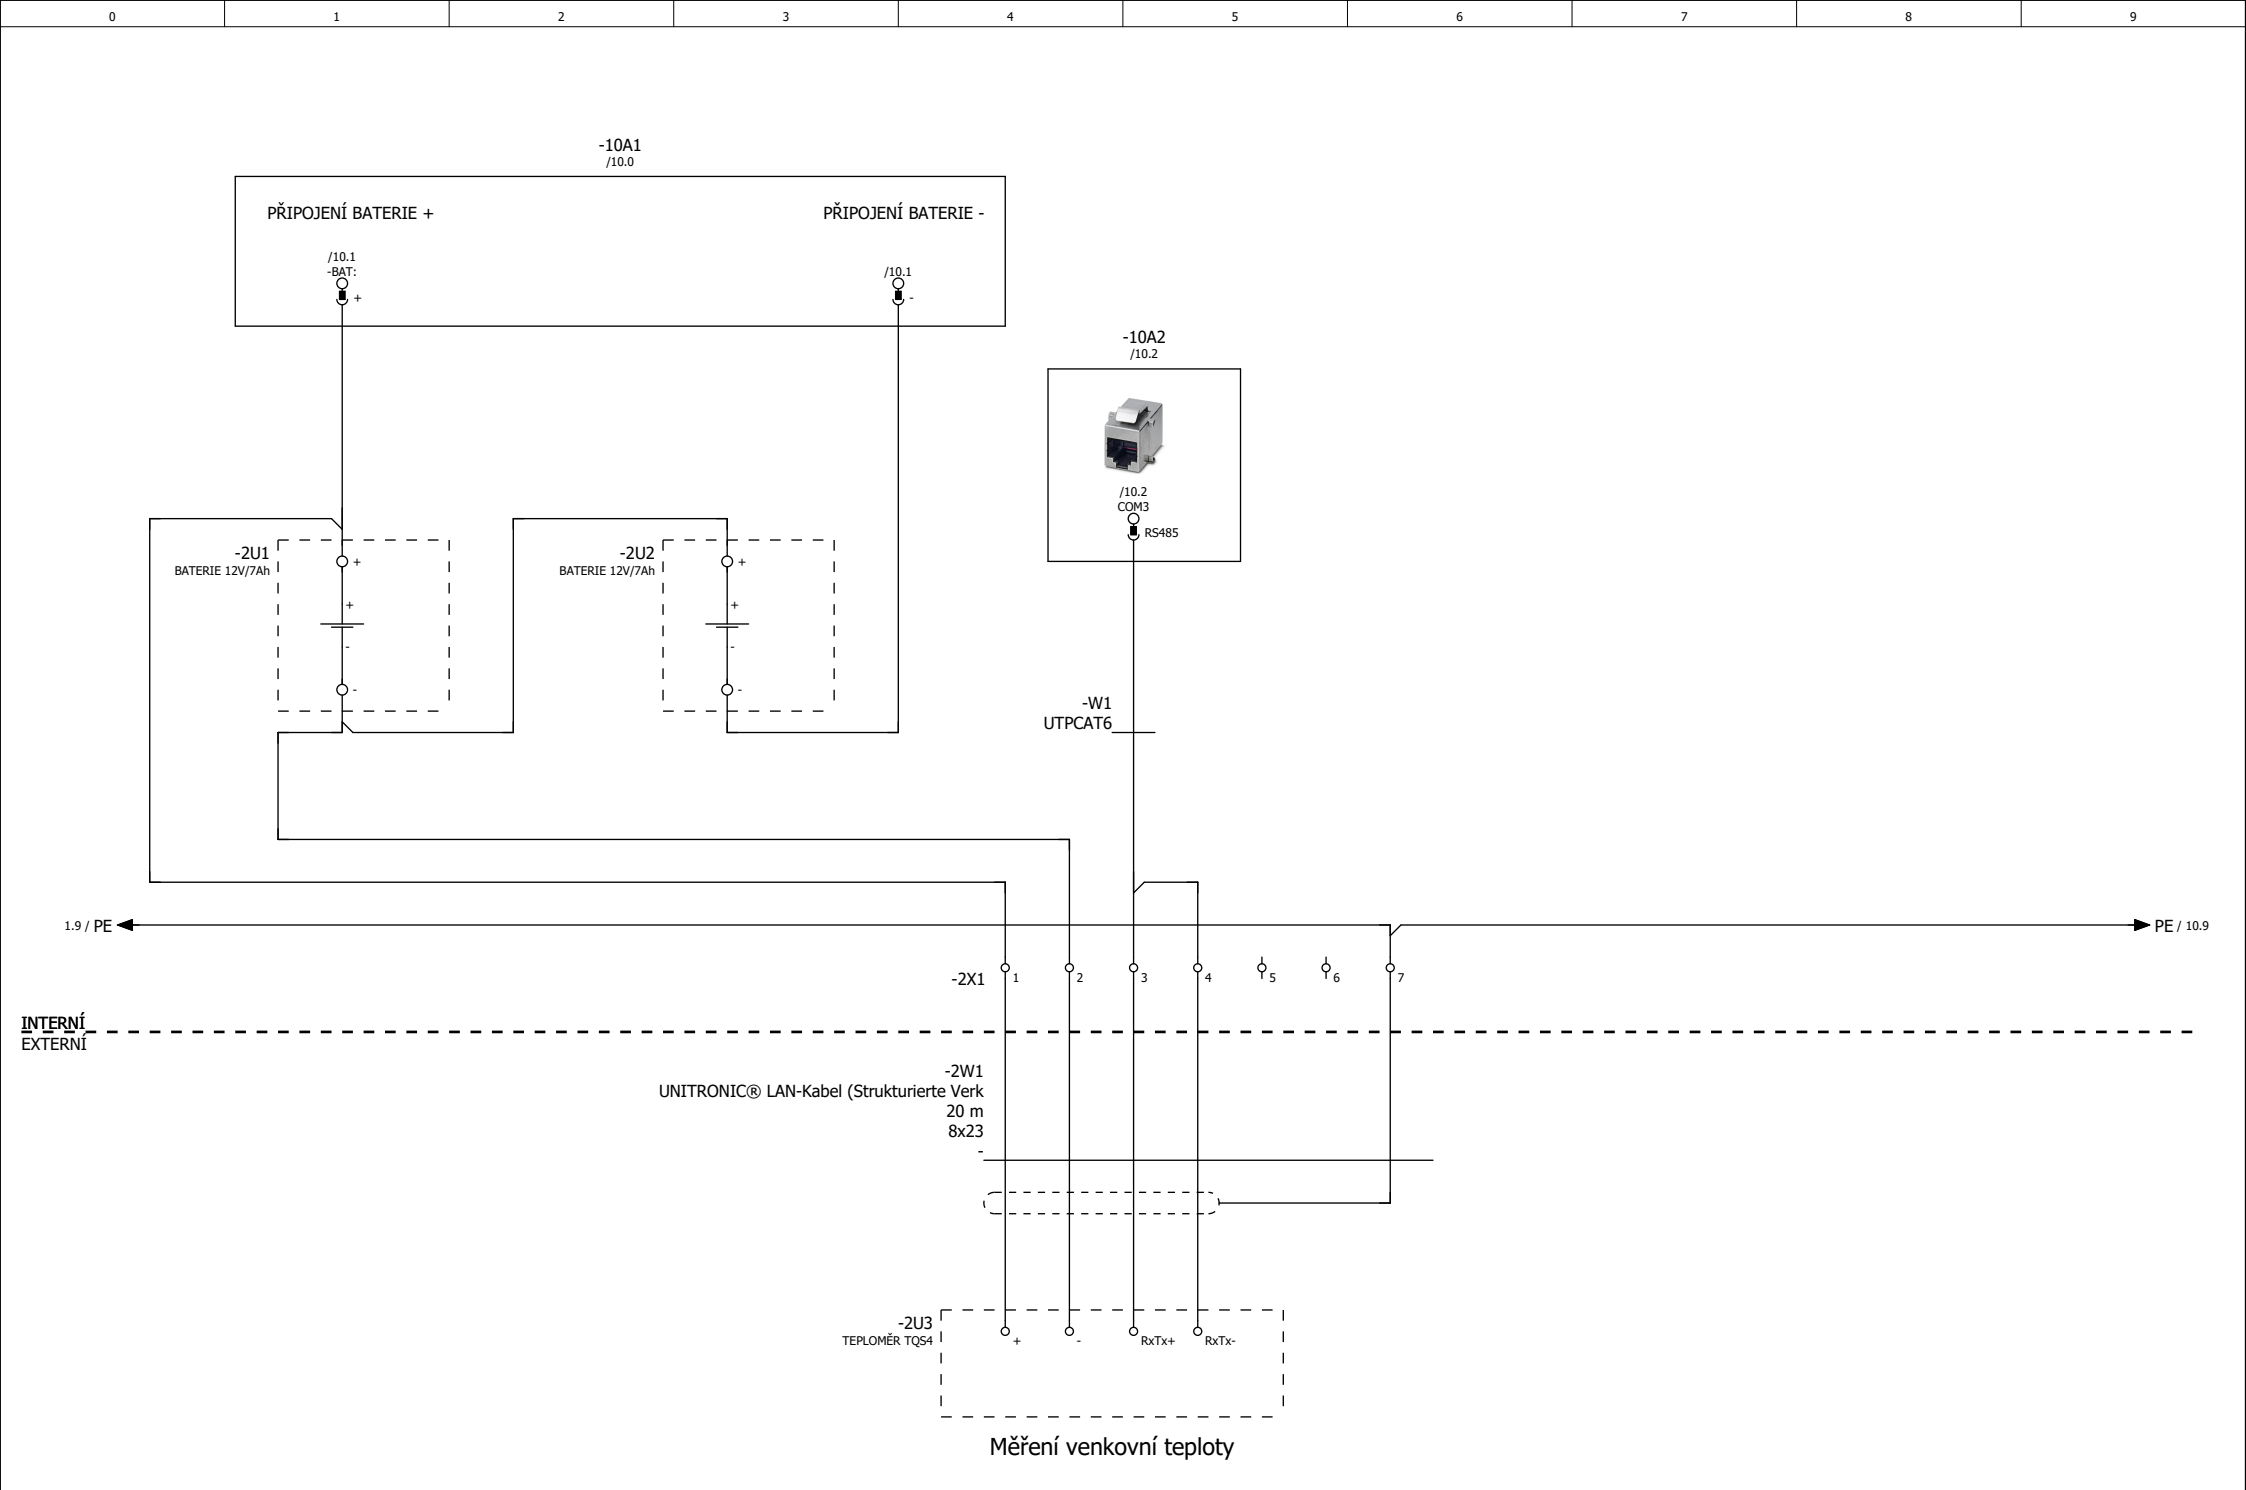 0 1 2 3 4 5 6 7 8 9
-10A1
/10.0
PŘIPOJENÍ BATERIE + PŘIPOJENÍ BATERIE -
/10.1
-BAT:
+
/10.1
-
-10A2
/10.2
/10.2
COM3
RS485
-2U1
BATERIE 12V/7Ah
+
+
-
-
-2U2
BATERIE 12V/7Ah
+
+
-
-
-W1
UTPCAT6
1.9 / PE
PE / 10.9
-2X1 1 2 3 4 5 6 7
INTERNÍ
EXTERNÍ
-2W1
UNITRONIC® LAN-Kabel (Strukturierte Verk
20 m
8x23
-
-2U3
TEPLOMĚR TQS4
+ - RxTx+ RxTx-
Měření venkovní teploty